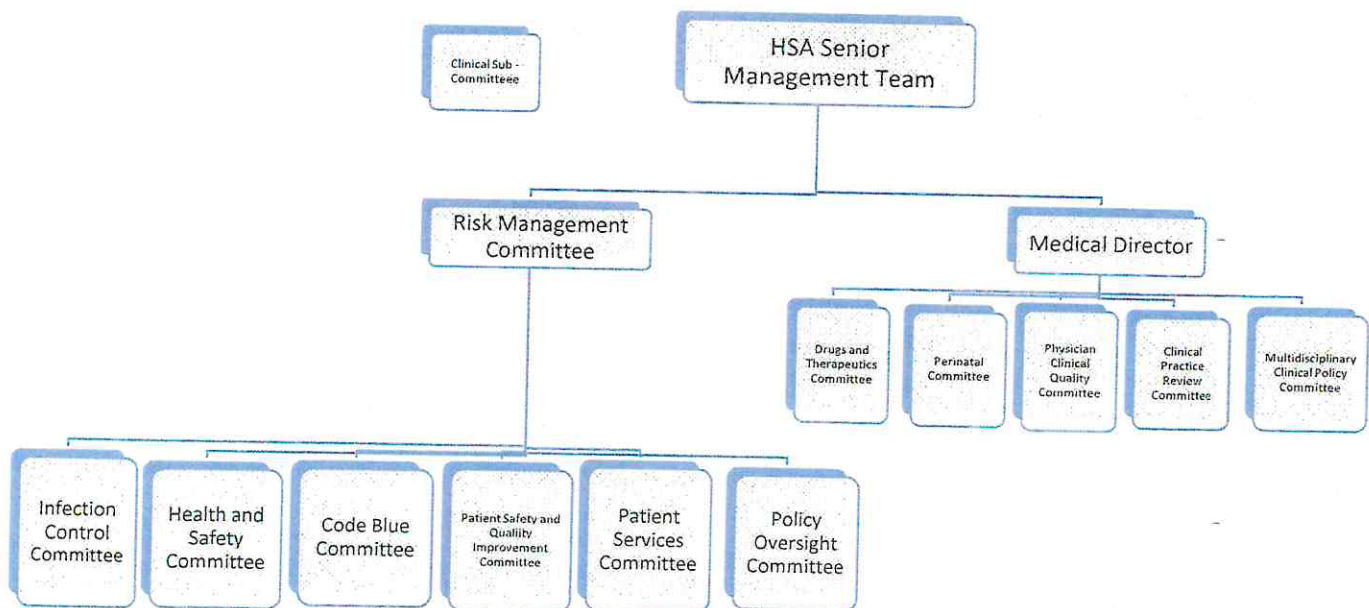 Clinical Sub -
Committeee
HSA Senior
Management Team
Risk Management
Committee
Medical Director
Drugs and
Therapeutics
Committee
Perinatal
Committee
Physician
Clinical
Quality
Committee
Clinical
Practice
Review
Committee
Multidisciplinary
Clinical Policy
Committee
Infection
Control
Committee
Health and
Safety
Committee
Code Blue
Committee
Patient Safety and
Quality
Improvement
Committee
Patient
Services
Committee
Policy
Oversight
Committee